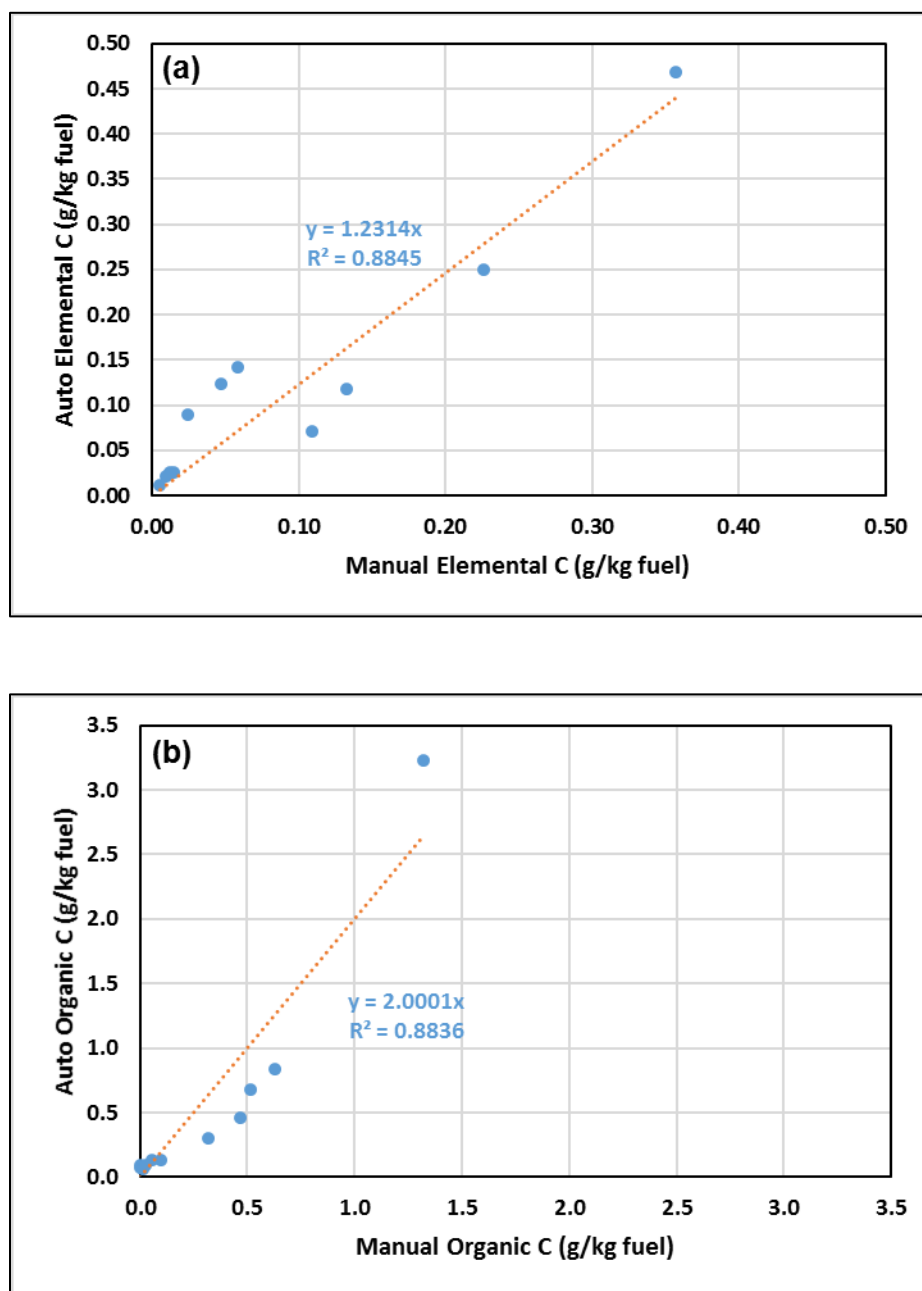 (a)
0.50
0.45
0.40
0.35
0.30
0.25
0.20
0.15
0.10
0.05
0.00
Auto Elemental C (g/kg fuel)
y = 1.2314x
R² = 0.8845
0.00 0.10 0.20 0.30 0.40 0.50
Manual Elemental C (g/kg fuel)
(b)
3.5
3.0
2.5
2.0
1.5
1.0
0.5
0.0
Auto Organic C (g/kg fuel)
y = 2.0001x
R² = 0.8836
0.0 0.5 1.0 1.5 2.0 2.5 3.0 3.5
Manual Organic C (g/kg fuel)